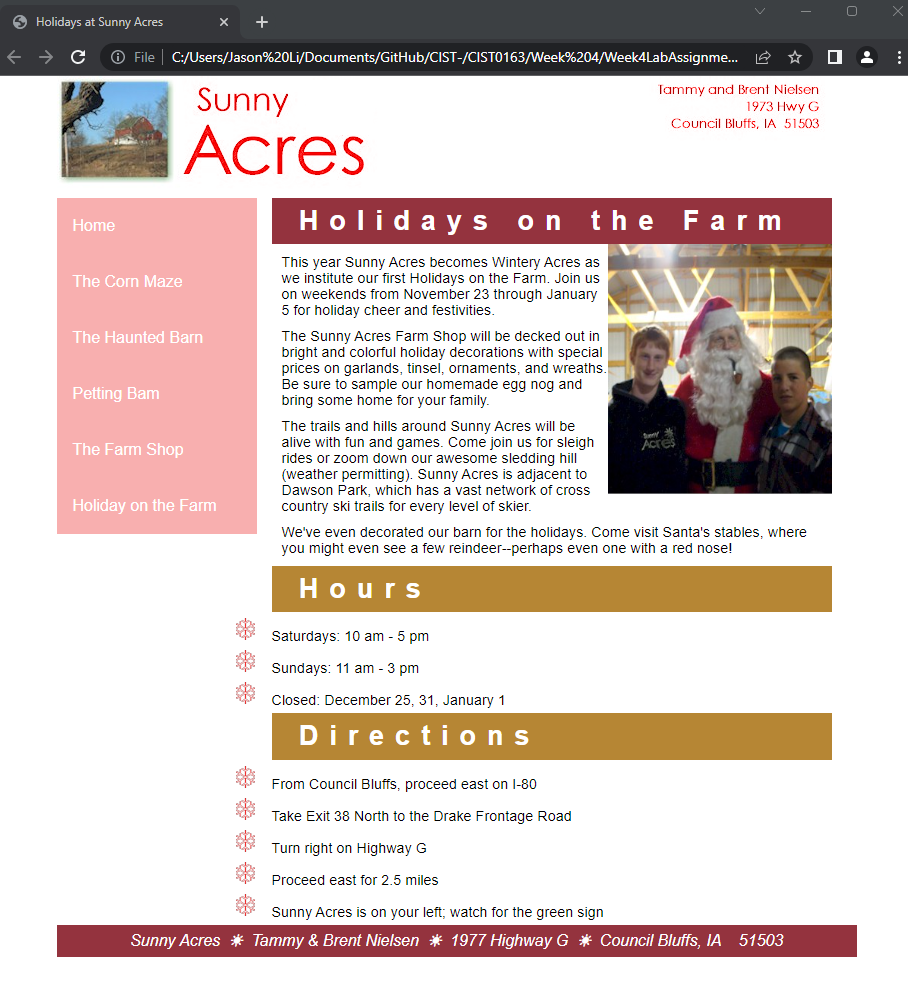 Holidays at Sunny Acres
File
C:/Users/Jason%20Li/Documents/GitHub/CIST-/CIST0163/Week%204/Week4LabAssignme...
Sunny
Acres
Tammy and Brent Nielsen
1973 Hwy G
Council Bluffs, IA 51503
Home
The Corn Maze
The Haunted Barn
Petting Barn
The Farm Shop
Holiday on the Farm
Holidays on the Farm
This year Sunny Acres becomes Wintery Acres as
we institute our first Holidays on the Farm. Join us
on weekends from November 23 through January
5 for holiday cheer and festivities.
The Sunny Acres Farm Shop will be decked out in
bright and colorful holiday decorations with special
prices on garlands, tinsel, ornaments, and wreaths.
Be sure to sample our homemade egg nog and
bring some home for your family.
The trails and hills around Sunny Acres will be
alive with fun and games. Come join us for sleigh
rides or zoom down our awesome sledding hill
(weather permitting). Sunny Acres is adjacent to
Dawson Park, which has a vast network of cross
country ski trails for every level of skier.
We've even decorated our barn for the holidays. Come visit Santa's stables, where
you might even see a few reindeer--perhaps even one with a red nose!
Sunny
Acres
Hours
Saturdays: 10 am - 5 pm
Sundays: 11 am - 3 pm
Closed: December 25, 31, January 1
Directions
From Council Bluffs, proceed east on I-80
Take Exit 38 North to the Drake Frontage Road
Turn right on Highway G
Proceed east for 2.5 miles
Sunny Acres is on your left; watch for the green sign
Sunny Acres ✷ Tammy & Brent Nielsen ✷ 1977 Highway G ✷ Council Bluffs, IA 51503